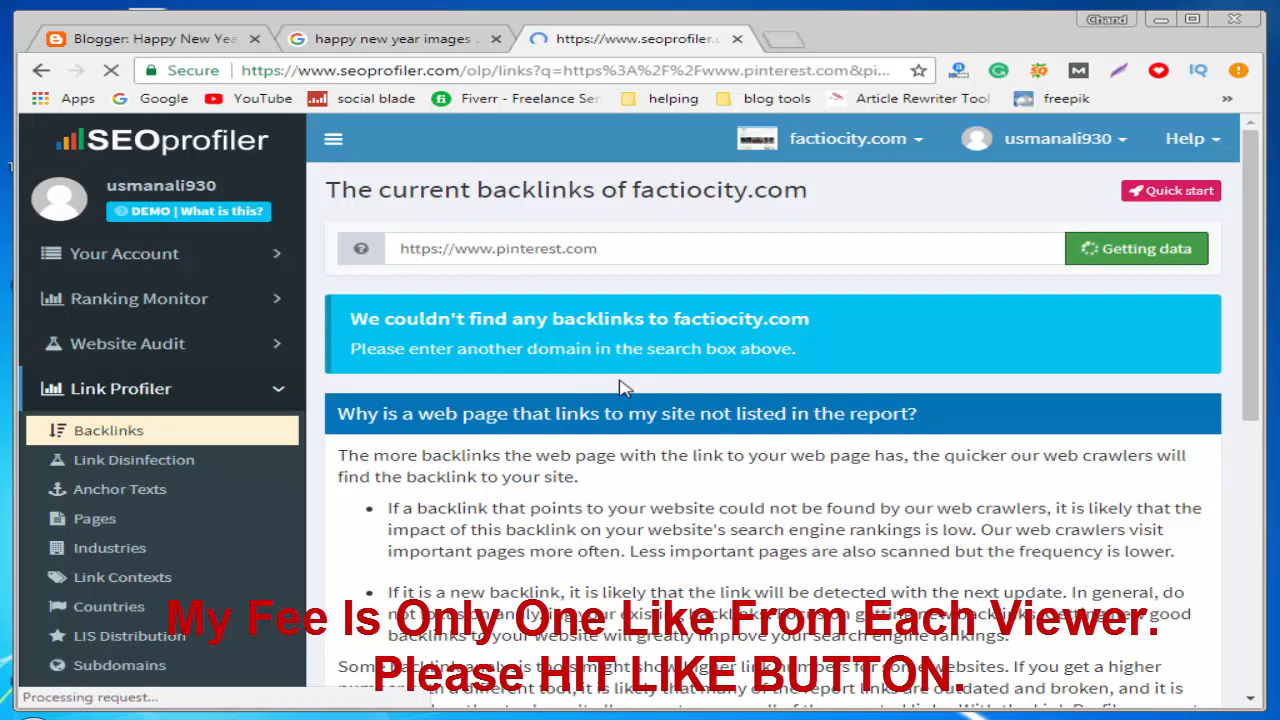 Chand
Blogger: Happy New Yea
happy new year images
https://www.seoprofiler.c
Secure
https://www.seoprofiler.com/olp/links?q=https%3A%2F%2Fwww.pinterest.com&pi...
Apps
Google
YouTube
social blade
Fiverr - Freelance Ser
helping
blog tools
Article Rewriter Tool
freepik
»
SEOprofiler
factiocity.com
usmanali930
Help
usmanali930
DEMO | What is this?
The current backlinks of factiocity.com
Quick start
Your Account
https://www.pinterest.com
Getting data
Ranking Monitor
We couldn't find any backlinks to factiocity.com
Please enter another domain in the search box above.
Website Audit
Link Profiler
Why is a web page that links to my site not listed in the report?
Backlinks
Link Disinfection
Anchor Texts
Pages
Industries
Link Contexts
Countries
LIS Distribution
Subdomains
The more backlinks the web page with the link to your web page has, the quicker our web crawlers will
find the backlink to your site.
If a backlink that points to your website could not be found by our web crawlers, it is likely that the
impact of this backlink on your website's search engine rankings is low. Our web crawlers visit
important pages more often. Less important pages are also scanned but the frequency is lower.
If it is a new backlink, it is likely that the link will be detected with the next update. In general, do
backlinks to your website will greatly improve your search engine rankings.
My Fee Is Only One Like From Each Viewer.
Please HIT LIKE BUTTON.
Processing request...